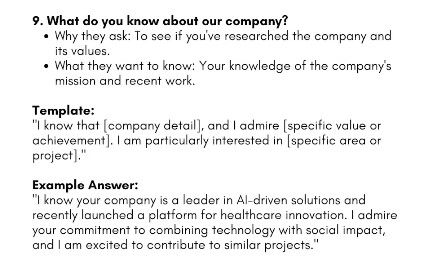 9. What do you know about our company?
• Why they ask: To see if you've researched the company and
its values.
• What they want to know: Your knowledge of the company's
mission and recent work.
Template:
"I know that [company detail], and I admire [specific value or
achievement]. I am particularly interested in [specific area or
project]."
Example Answer:
"I know your company is a leader in AI-driven solutions and
recently launched a platform for healthcare innovation. I admire
your commitment to combining technology with social impact,
and I am excited to contribute to similar projects."